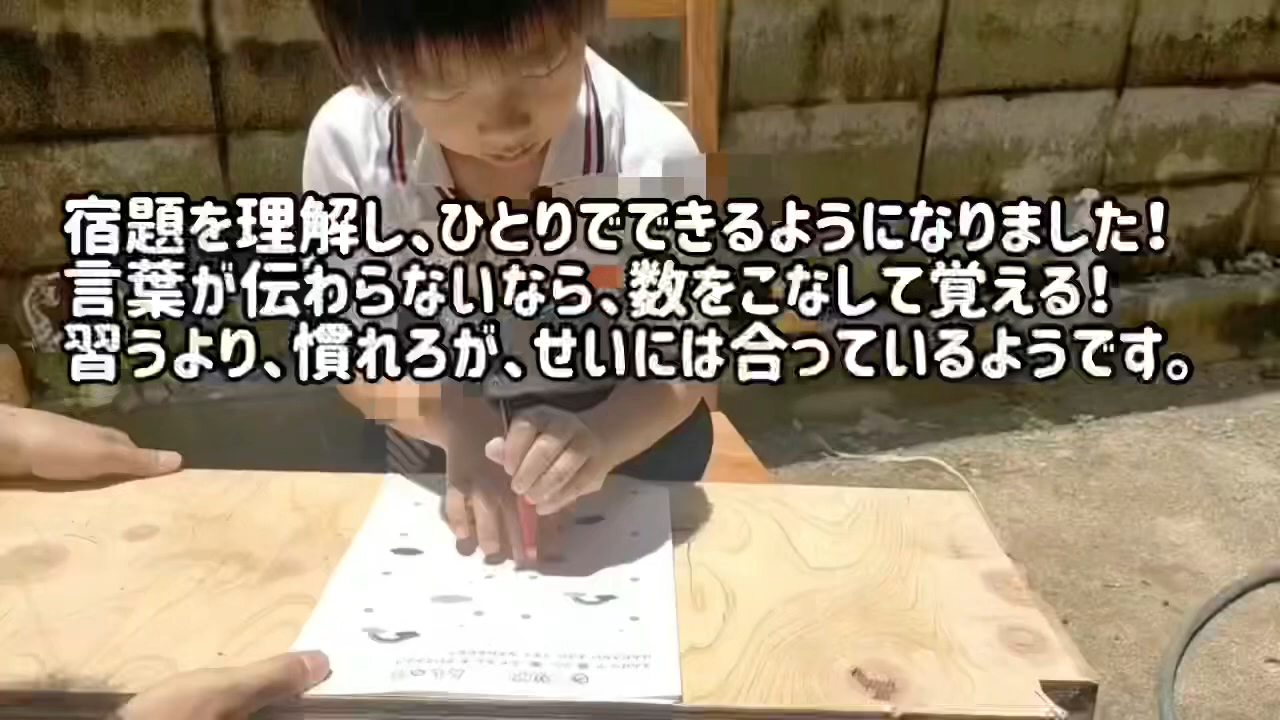 宿題を理解し、ひとりでできるようになりました！
言葉が伝わらないなら、数をこなして覚える！
習うより、慣れろが、せいには合っているようです。